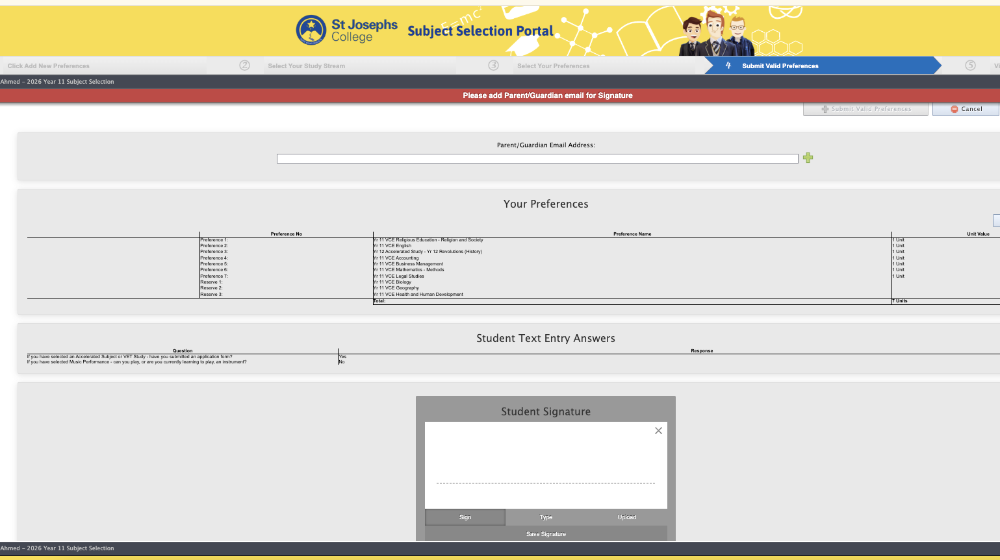 E=mc²
St Josephs
College
Subject Selection Portal
Click Add New Preferences
2 Select Your Study Stream
3 Select Your Preferences
4 Submit Valid Preferences
5 Vi
Ahmed - 2026 Year 11 Subject Selection
Please add Parent/Guardian email for Signature
Submit Valid Preferences Cancel
Parent/Guardian Email Address:
Your Preferences
Preference No Preference Name Unit Value
Preference 1: Yr 11 VCE Religious Education - Religion and Society 1 Unit
Preference 2: Yr 11 VCE English 1 Unit
Preference 3: Yr 12 Accelerated Study - Yr 12 Revolutions (History) 1 Unit
Preference 4: Yr 11 VCE Accounting 1 Unit
Preference 5: Yr 11 VCE Business Management 1 Unit
Preference 6: Yr 11 VCE Mathematics - Methods 1 Unit
Preference 7: Yr 11 VCE Legal Studies 1 Unit
Reserve 1: Yr 11 VCE Biology
Reserve 2: Yr 11 VCE Geography
Reserve 3: Yr 11 VCE Health and Human Development
Total: 7 Units
Student Text Entry Answers
Question Response
If you have selected an Accelerated Subject or VET Study - have you submitted an application form? Yes
If you have selected Music Performance - can you play, or are you currently learning to play, an instrument? No
Student Signature
Sign Type Upload
Save Signature
Ahmed - 2026 Year 11 Subject Selection